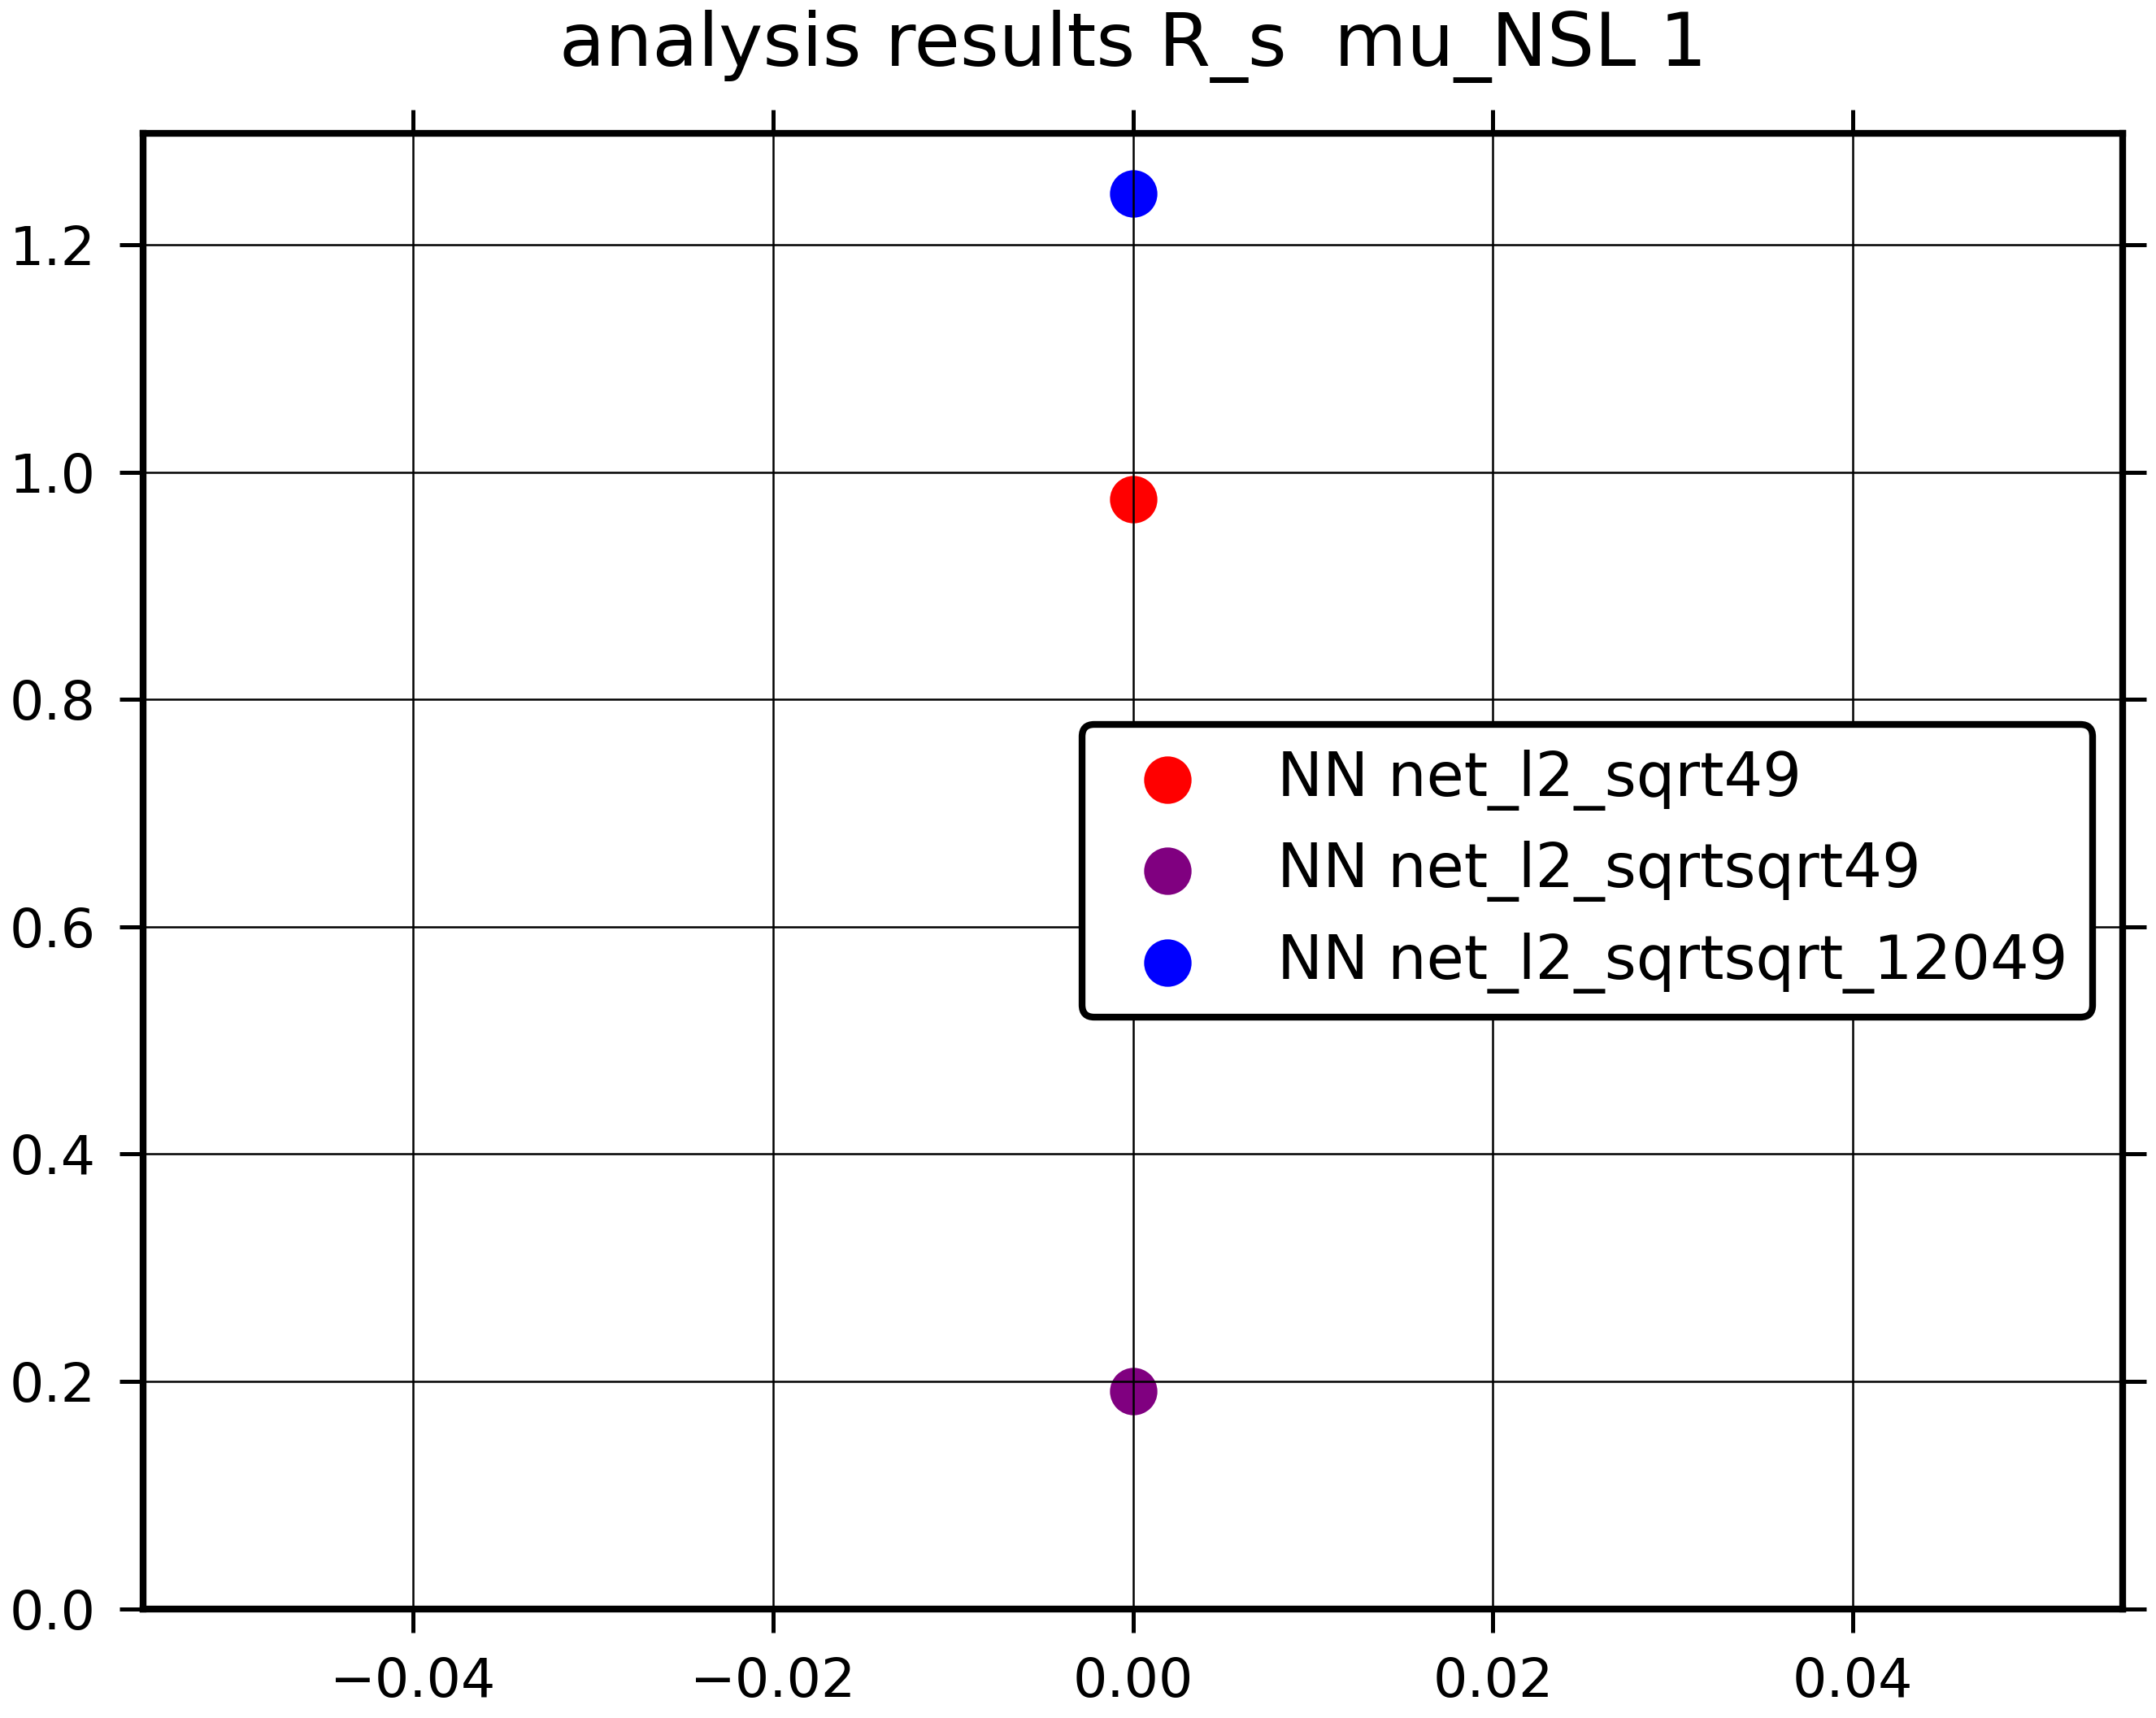 analysis results R_s  mu_NSL 1
1.2
1.0
0.8
0.6
0.4
0.2
0.0
NN net_l2_sqrt49
NN net_l2_sqrtsqrt49
NN net_l2_sqrtsqrt_12049
−0.04 −0.02 0.00 0.02 0.04